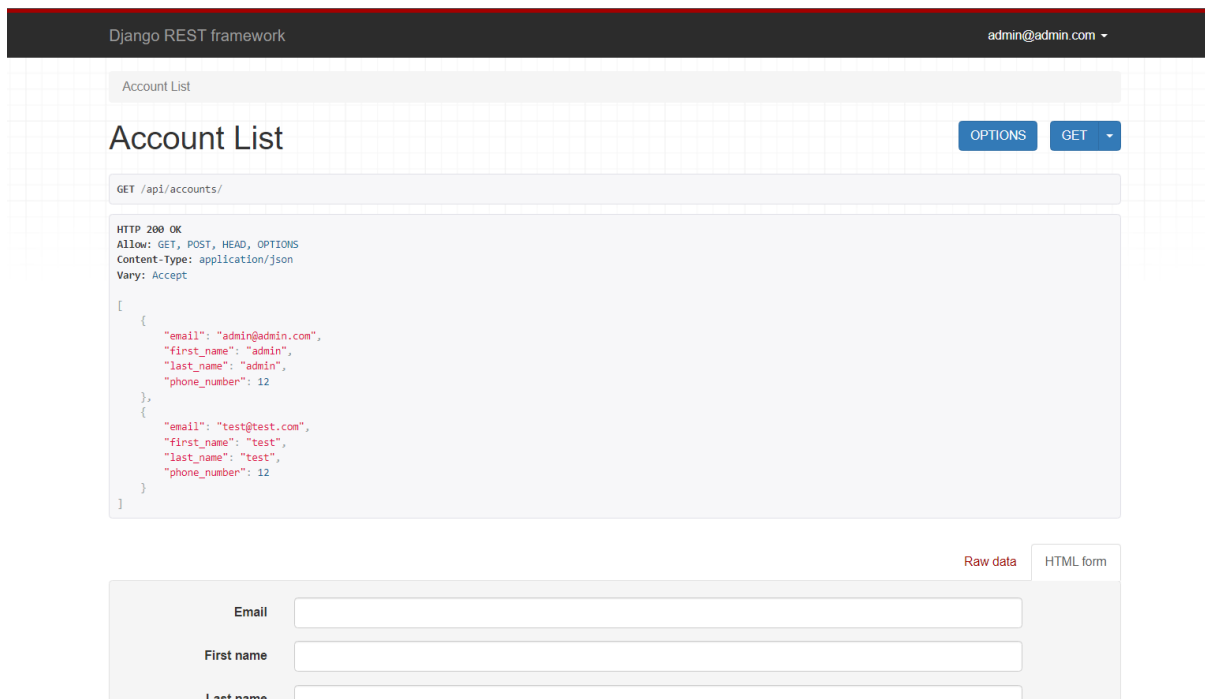 Django REST framework
admin@admin.com
Account List
Account List
OPTIONS
GET
GET /api/accounts/
HTTP 200 OK
Allow: GET, POST, HEAD, OPTIONS
Content-Type: application/json
Vary: Accept
[
    {
        "email": "admin@admin.com",
        "first_name": "admin",
        "last_name": "admin",
        "phone_number": 12
    },
    {
        "email": "test@test.com",
        "first_name": "test",
        "last_name": "test",
        "phone_number": 12
    }
]
Raw data
HTML form
Email
First name
Last name